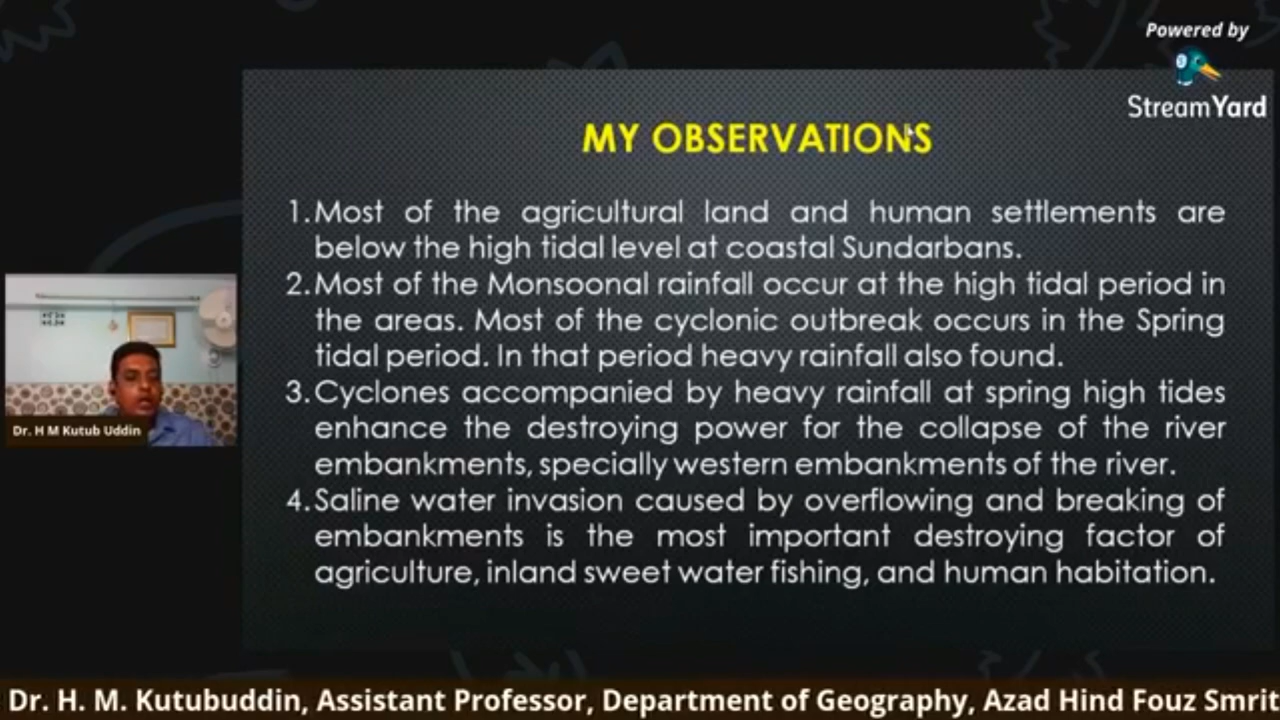 Powered by
StreamYard
MY OBSERVATIONS
1. Most of the agricultural land and human settlements are
below the high tidal level at coastal Sundarbans.
2. Most of the Monsoonal rainfall occur at the high tidal period in
the areas. Most of the cyclonic outbreak occurs in the Spring
tidal period. In that period heavy rainfall also found.
3. Cyclones accompanied by heavy rainfall at spring high tides
enhance the destroying power for the collapse of the river
embankments, specially western embankments of the river.
4. Saline water invasion caused by overflowing and breaking of
embankments is the most important destroying factor of
agriculture, inland sweet water fishing, and human habitation.
Dr. H M Kutub Uddin
Dr. H. M. Kutubuddin, Assistant Professor, Department of Geography, Azad Hind Fouz Smrit